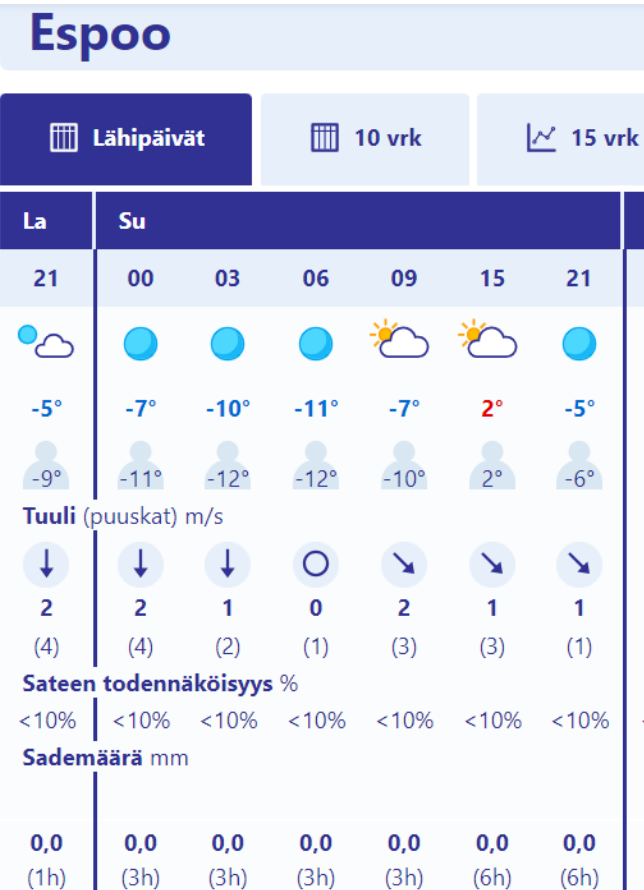 Espoo
Lähipäivät 10 vrk 15 vrk
La Su
21 00 03 06 09 15 21
-5° -7° -10° -11° -7° 2° -5°
-9° -11° -12° -12° -10° 2° -6°
Tuuli (puuskat) m/s
2 2 1 0 2 1 1
(4) (4) (2) (1) (3) (3) (1)
Sateen todennäköisyys %
<10% <10% <10% <10% <10% <10% <10%
Sademäärä mm
0,0 0,0 0,0 0,0 0,0 0,0 0,0
(1h) (3h) (3h) (3h) (3h) (6h) (6h)